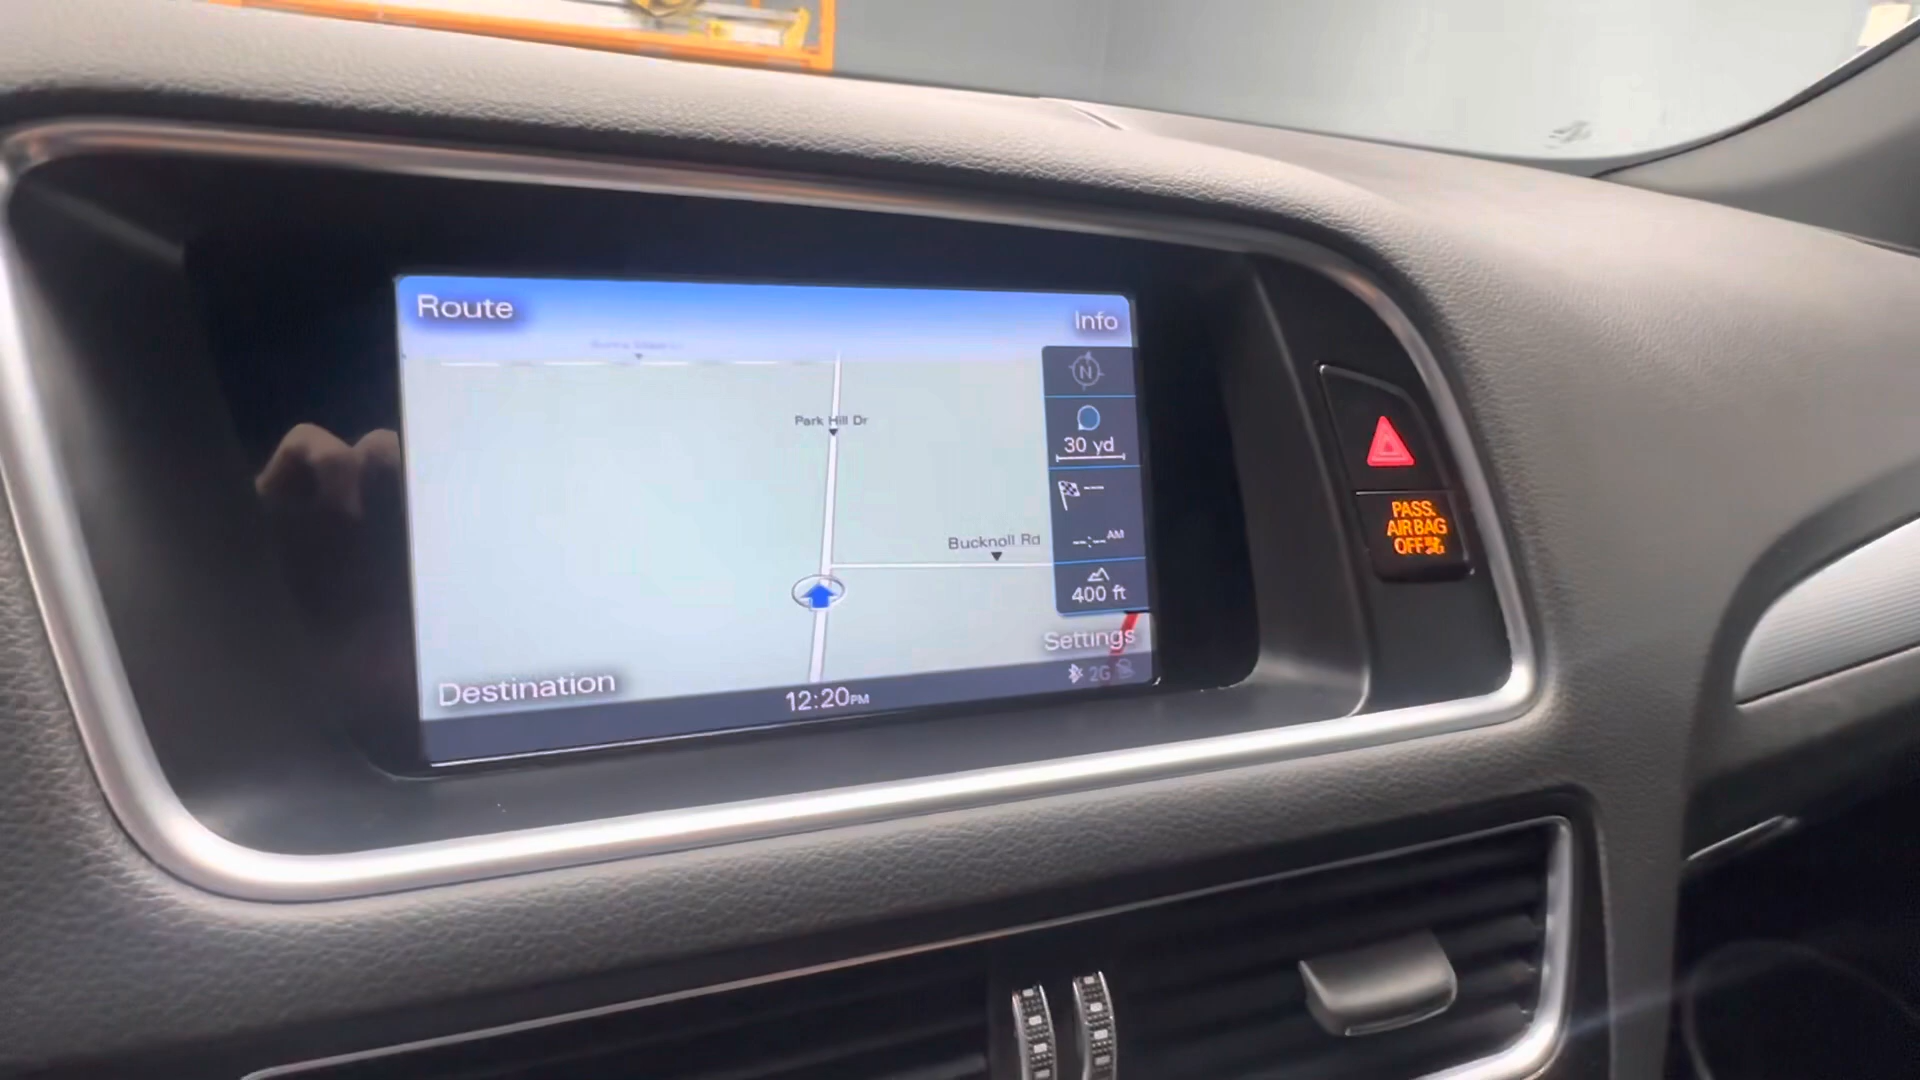 Route
Info
N
Park Hill Dr
30 yd
---
Bucknoll Rd
--:-- AM
400 ft
Settings
Destination
12:20PM
2G
PASS.
AIR BAG
OFF